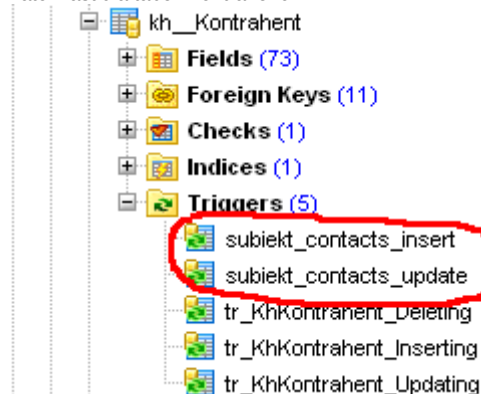 kh__Kontrahent
Fields (73)
Foreign Keys (11)
Checks (1)
Indices (1)
Triggers (5)
subiekt_contacts_insert
subiekt_contacts_update
tr_KhKontrahent_Deleting
tr_KhKontrahent_Inserting
tr_KhKontrahent_Updating